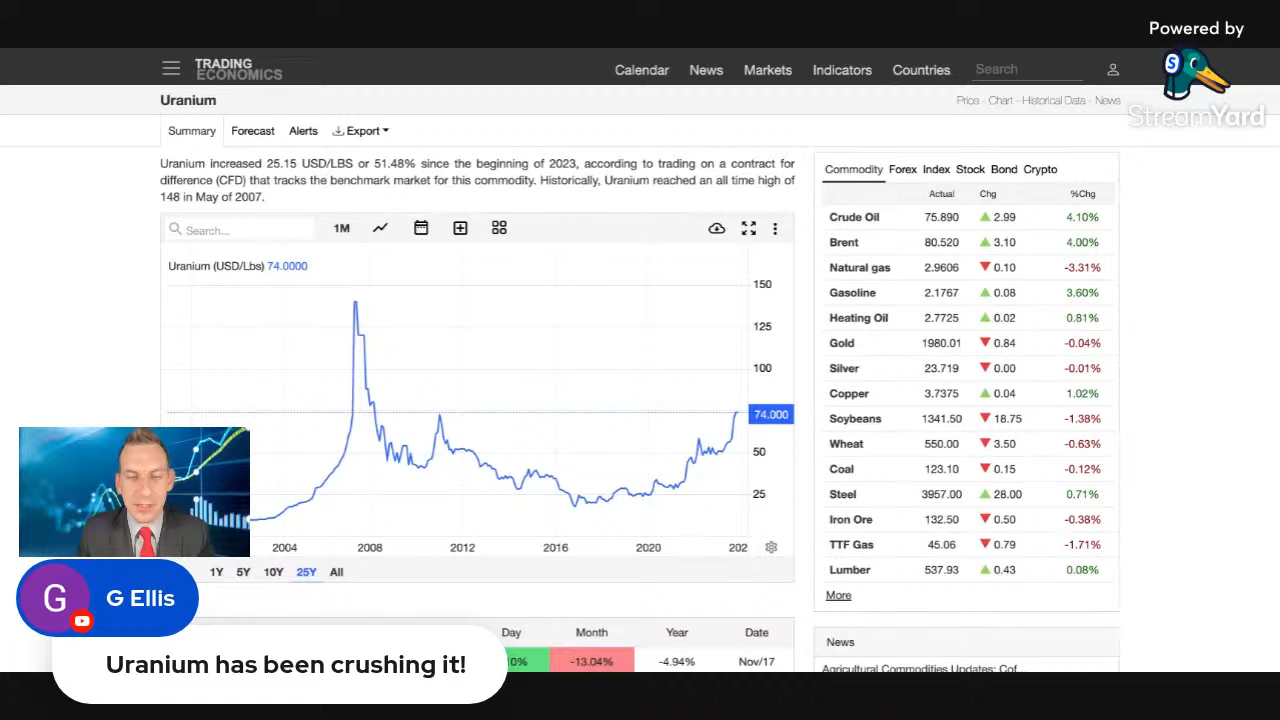 Powered by
StreamYard
S
TRADING
ECONOMICS
Calendar News Markets Indicators Countries Search
Uranium
Price - Chart - Historical Data - News
Summary Forecast Alerts Export
Uranium increased 25.15 USD/LBS or 51.48% since the beginning of 2023, according to trading on a contract for
difference (CFD) that tracks the benchmark market for this commodity. Historically, Uranium reached an all time high of
148 in May of 2007.
Search... 1M
Uranium (USD/Lbs) 74.0000
150
125
100
74.000
50
25
2004 2008 2012 2016 2020 202
1Y 5Y 10Y 25Y All
Day Month Year Date
-13.04% -4.94% Nov/17
Commodity Forex Index Stock Bond Crypto
Actual Chg %Chg
Crude Oil 75.890 2.99 4.10%
Brent 80.520 3.10 4.00%
Natural gas 2.9606 0.10 -3.31%
Gasoline 2.1767 0.08 3.60%
Heating Oil 2.7725 0.02 0.81%
Gold 1980.01 0.84 -0.04%
Silver 23.719 0.00 -0.01%
Copper 3.7375 0.04 1.02%
Soybeans 1341.50 18.75 -1.38%
Wheat 550.00 3.50 -0.63%
Coal 123.10 0.15 -0.12%
Steel 3957.00 28.00 0.71%
Iron Ore 132.50 0.50 -0.38%
TTF Gas 45.06 0.79 -1.71%
Lumber 537.93 0.43 0.08%
More
News
Agricultural Commodities Updates: Cof...
G
G Ellis
Uranium has been crushing it!